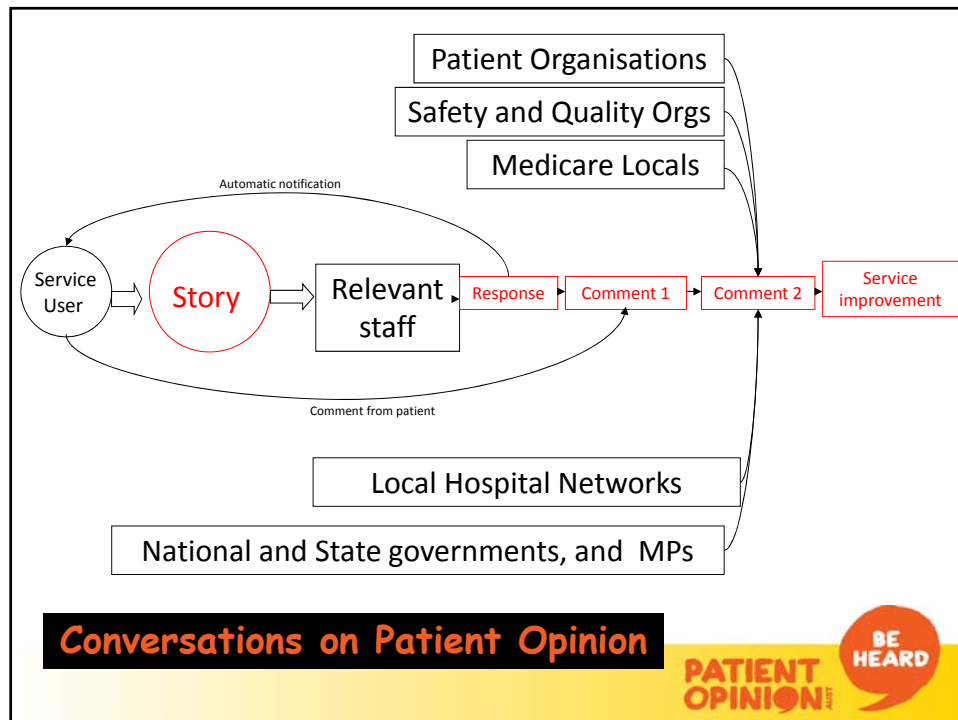 Patient Organisations
Safety and Quality Orgs
Medicare Locals
Automatic notification
Service
User
Story
Relevant
staff
Response
Comment 1
Comment 2
Service
improvement
Comment from patient
Local Hospital Networks
National and State governments, and MPs
Conversations on Patient Opinion
PATIENT
OPINION
AUST
BE
HEARD